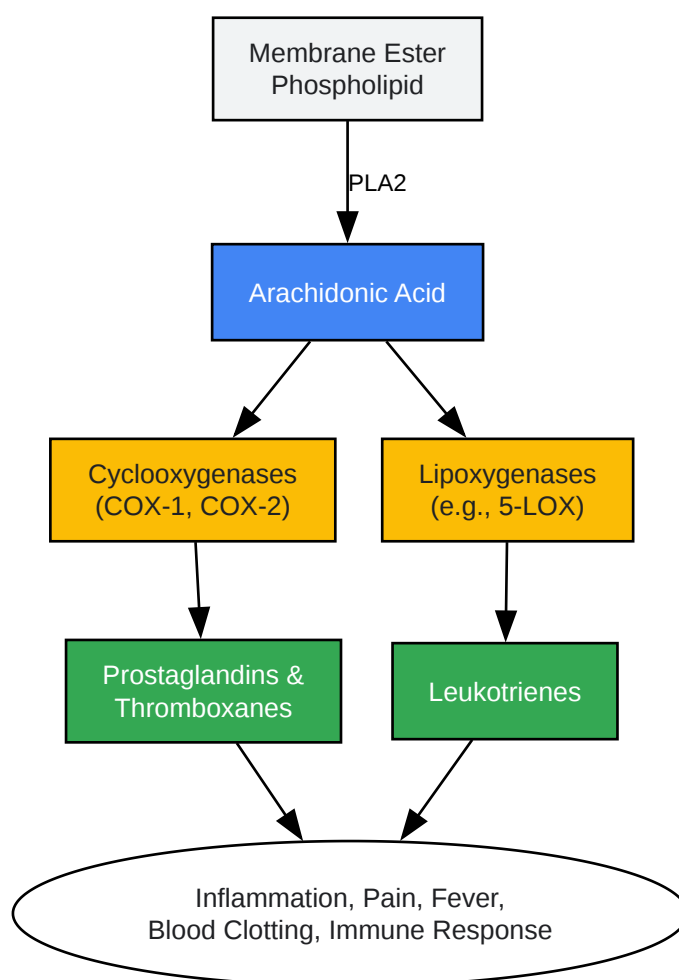 Membrane Ester
Phospholipid
PLA2
Arachidonic Acid
Cyclooxygenases
(COX-1, COX-2)
Lipoxygenases
(e.g., 5-LOX)
Prostaglandins &
Thromboxanes
Leukotrienes
Inflammation, Pain, Fever,
Blood Clotting, Immune Response